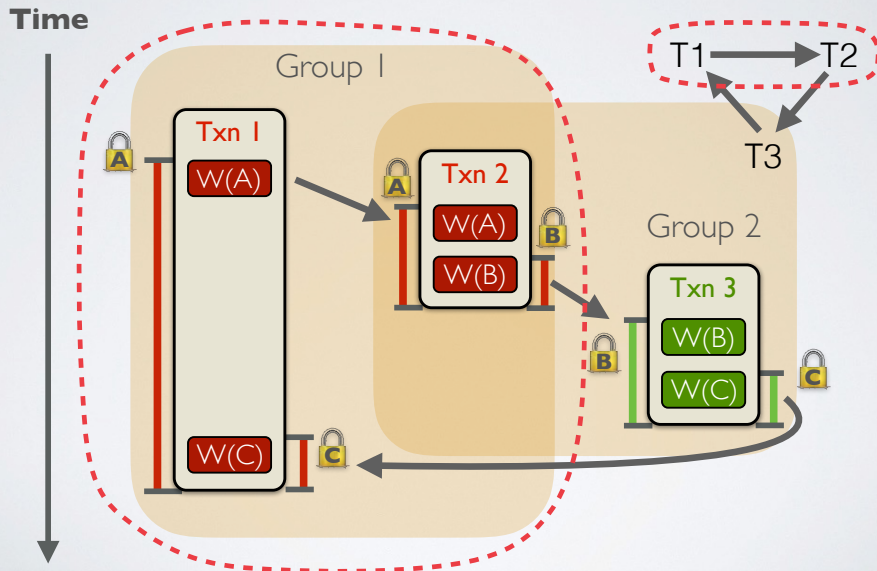 Time
Group 1
T1
T2
T3
Txn 1
A
W(A)
A
Txn 2
W(A)
B
W(B)
Group 2
Txn 3
B
W(B)
C
W(C)
W(C)
C